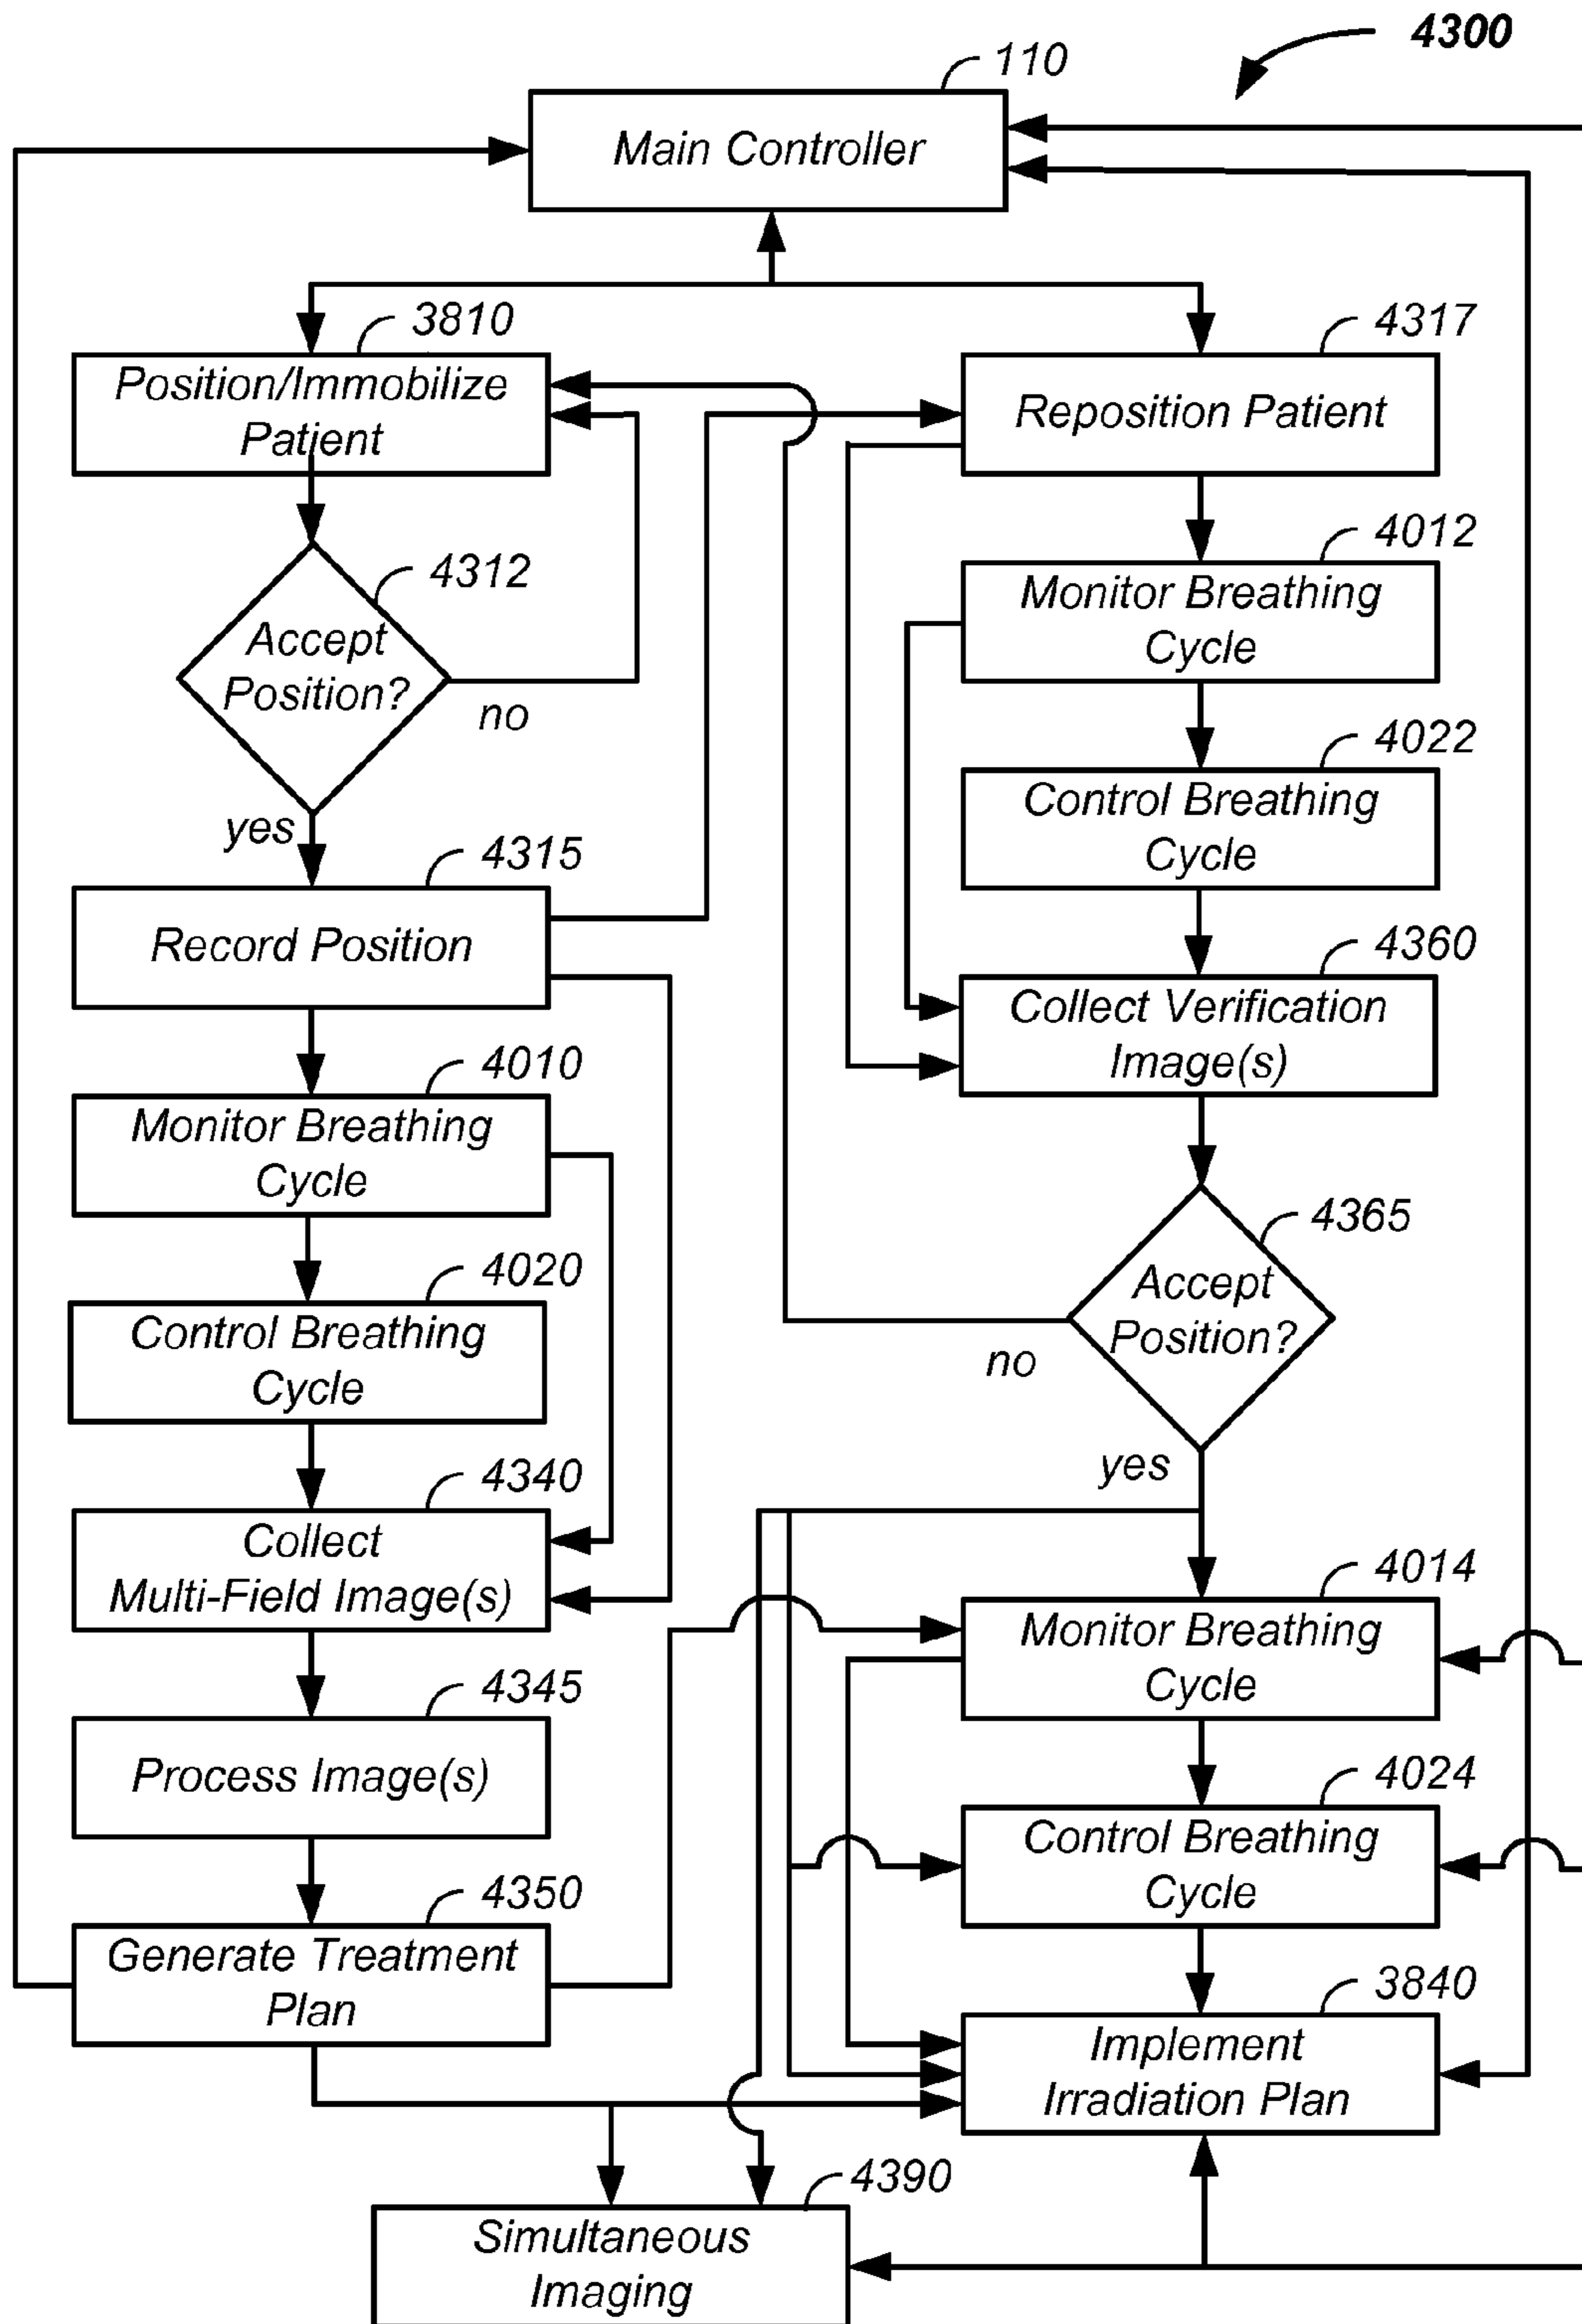 4300
110
Main Controller
3810
Position/Immobilize
Patient
4312
Accept
Position?
no
yes
4315
Record Position
4010
Monitor Breathing
Cycle
4020
Control Breathing
Cycle
4340
Collect
Multi-Field Image(s)
4345
Process Image(s)
4350
Generate Treatment
Plan
4317
Reposition Patient
4012
Monitor Breathing
Cycle
4022
Control Breathing
Cycle
4360
Collect Verification
Image(s)
4365
Accept
Position?
no
yes
4014
Monitor Breathing
Cycle
4024
Control Breathing
Cycle
3840
Implement
Irradiation Plan
4390
Simultaneous
Imaging